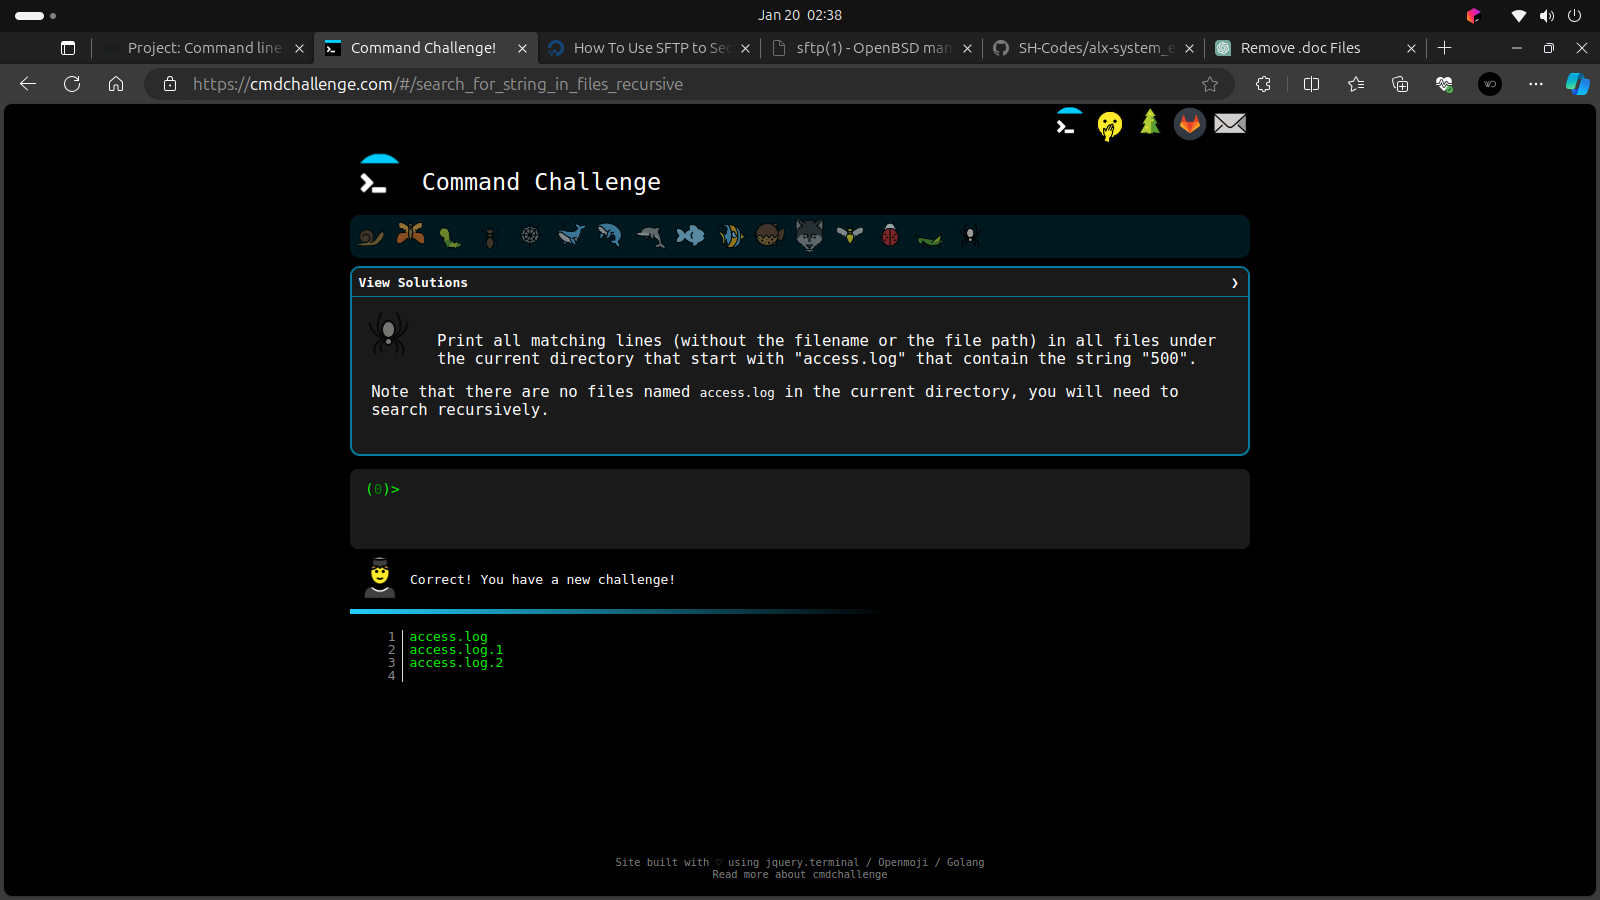 Jan 20 02:38
Project: Command line
Command Challenge!
How To Use SFTP to Sec
sftp(1) - OpenBSD man
SH-Codes/alx-system_e
Remove .doc Files
https://cmdchallenge.com/#/search_for_string_in_files_recursive
Command Challenge
View Solutions
Print all matching lines (without the filename or the file path) in all files under
the current directory that start with "access.log" that contain the string "500".
Note that there are no files named access.log in the current directory, you will need to
search recursively.
(0)>
Correct! You have a new challenge!
1 access.log
2 access.log.1
3 access.log.2
4
Site built with ♡ using jquery.terminal / Openmoji / Golang
Read more about cmdchallenge